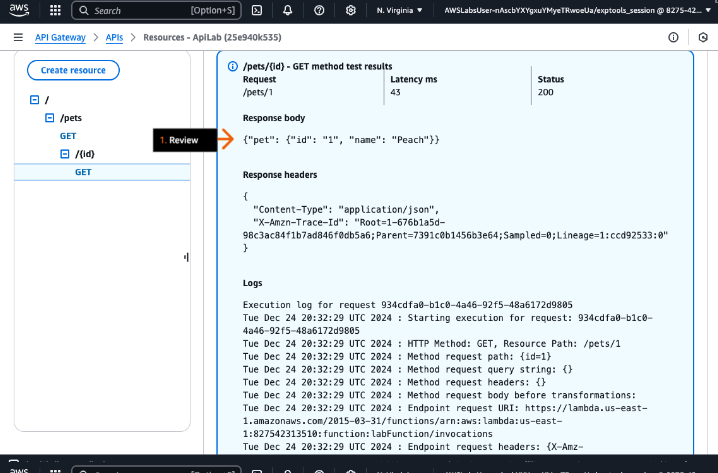 aws
Search
[Option+S]
N. Virginia
AWSLabsUser-nAscbYXYgxuYMyeTRwoeUa/exptools_session @ 8275-42...
API Gateway
APIs
Resources - ApiLab (25e940k535)
Create resource
/
/pets
GET
/{id}
GET
1. Review
/pets/{id} - GET method test results
Request
Latency ms
Status
/pets/1
43
200
Response body
{"pet": {"id": "1", "name": "Peach"}}
Response headers
{
"Content-Type": "application/json",
"X-Amzn-Trace-Id": "Root=1-676b1a5d-
98c3ac84f1b7ad846f0db5a6;Parent=7391c0b1456b3e64;Sampled=0;Lineage=1:ccd92533:0"
}
Logs
Execution log for request 934cdfa0-b1c0-4a46-92f5-48a6172d9805
Tue Dec 24 20:32:29 UTC 2024 : Starting execution for request: 934cdfa0-b1c0-
4a46-92f5-48a6172d9805
Tue Dec 24 20:32:29 UTC 2024 : HTTP Method: GET, Resource Path: /pets/1
Tue Dec 24 20:32:29 UTC 2024 : Method request path: {id=1}
Tue Dec 24 20:32:29 UTC 2024 : Method request query string: {}
Tue Dec 24 20:32:29 UTC 2024 : Method request headers: {}
Tue Dec 24 20:32:29 UTC 2024 : Method request body before transformations:
Tue Dec 24 20:32:29 UTC 2024 : Endpoint request URI: https://lambda.us-east-
1.amazonaws.com/2015-03-31/functions/arn:aws:lambda:us-east-
1:827542313510:function:labFunction/invocations
Tue Dec 24 20:32:29 UTC 2024 : Endpoint request headers: {X-Amz-